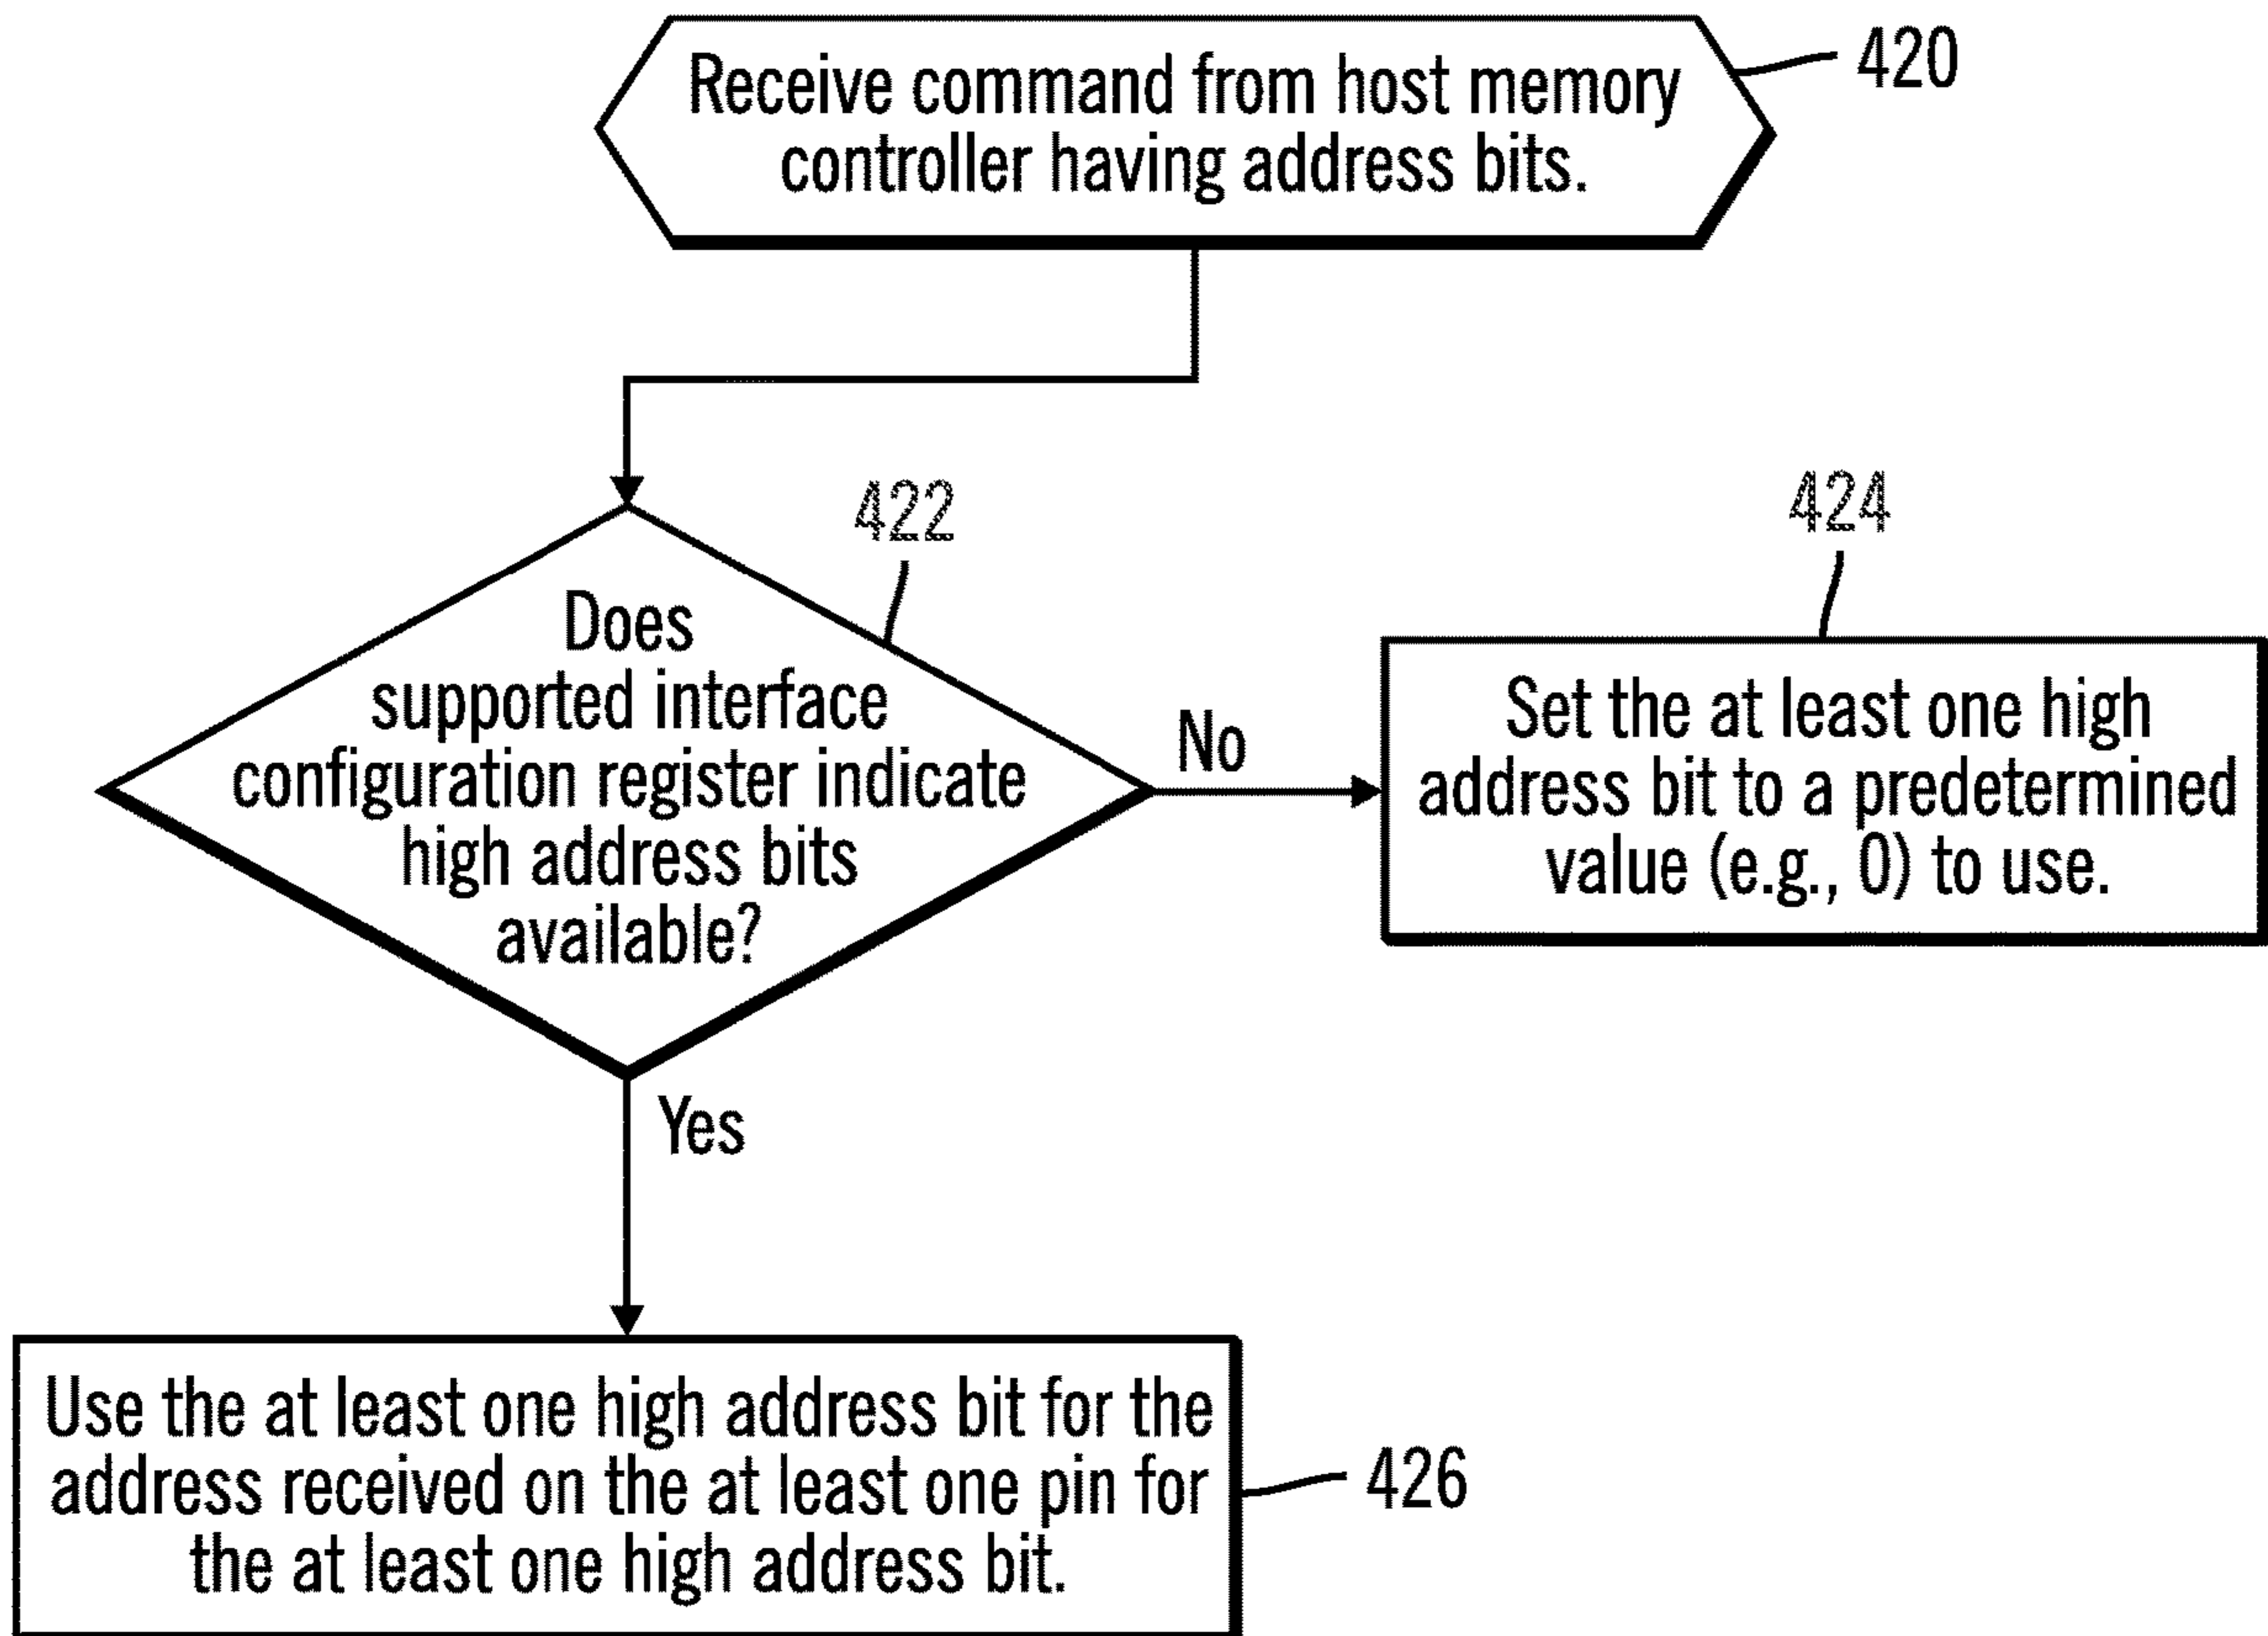 Receive command from host memory
controller having address bits.
420
422
Does
supported interface
configuration register indicate
high address bits
available?
No
424
Set the at least one high
address bit to a predetermined
value (e.g., 0) to use.
Yes
Use the at least one high address bit for the
address received on the at least one pin for
the at least one high address bit.
426